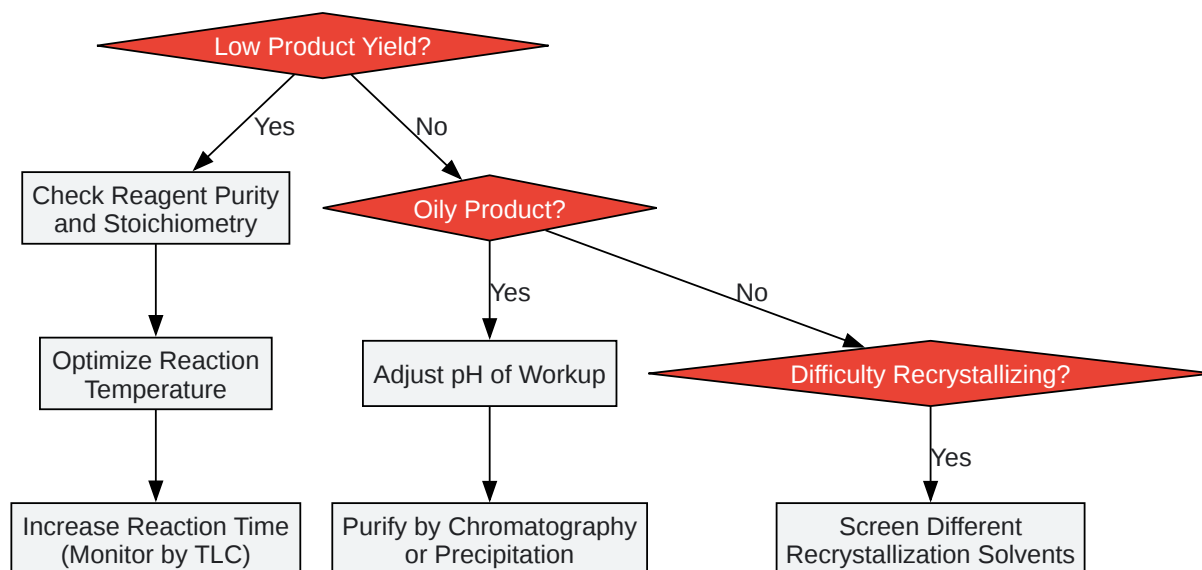 Low Product Yield?
Yes
No
Check Reagent Purity
and Stoichiometry
Oily Product?
Yes
No
Optimize Reaction
Temperature
Adjust pH of Workup
Difficulty Recrystallizing?
Yes
Increase Reaction Time
(Monitor by TLC)
Purify by Chromatography
or Precipitation
Screen Different
Recrystallization Solvents